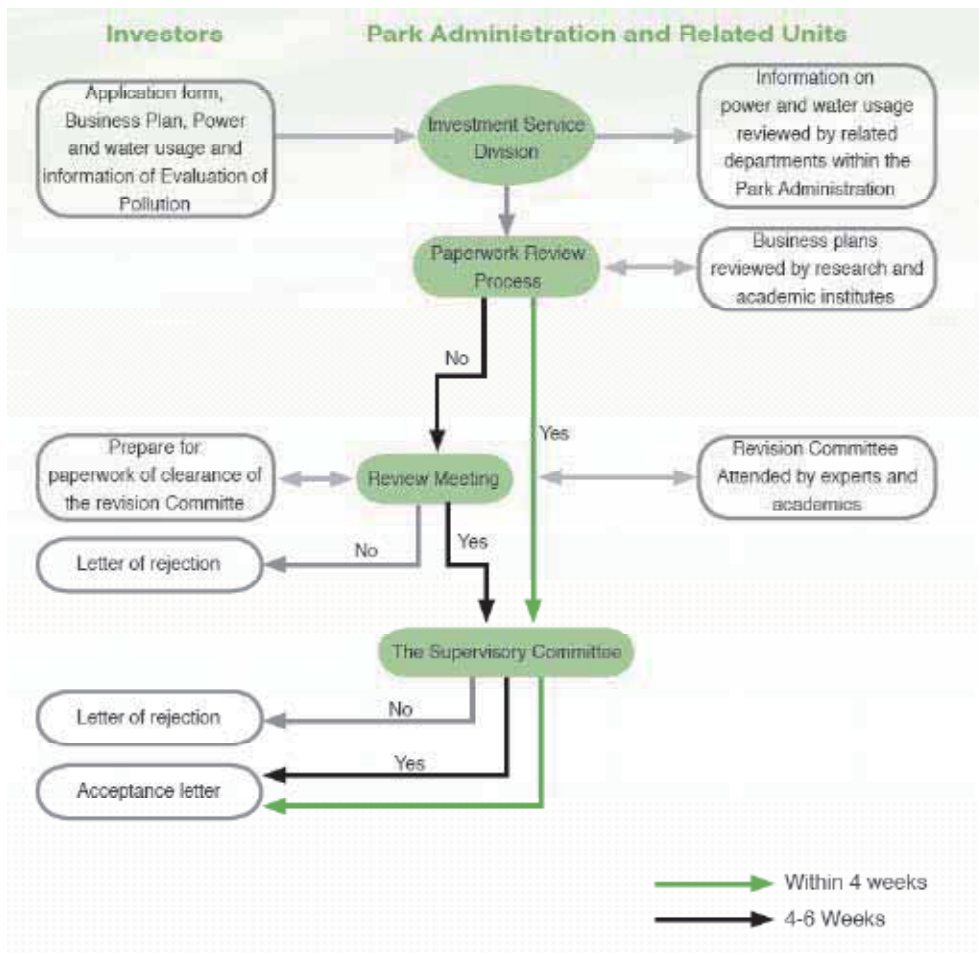 Investors
Park Administration and Related Units
Application form,
Business Plan, Power
and water usage and
information of Evaluation of
Pollution
Investment Service
Division
Information on
power and water usage
reviewed by related
departments within the
Park Administration
Paperwork Review
Process
Business plans
reviewed by research and
academic institutes
No
Yes
Prepare for
paperwork of clearance of
the revision Committe
Review Meeting
Revision Committee
Attended by experts and
academics
No
Yes
Letter of rejection
The Supervisory Committee
No
Letter of rejection
Yes
Acceptance letter
Within 4 weeks
4-6 Weeks